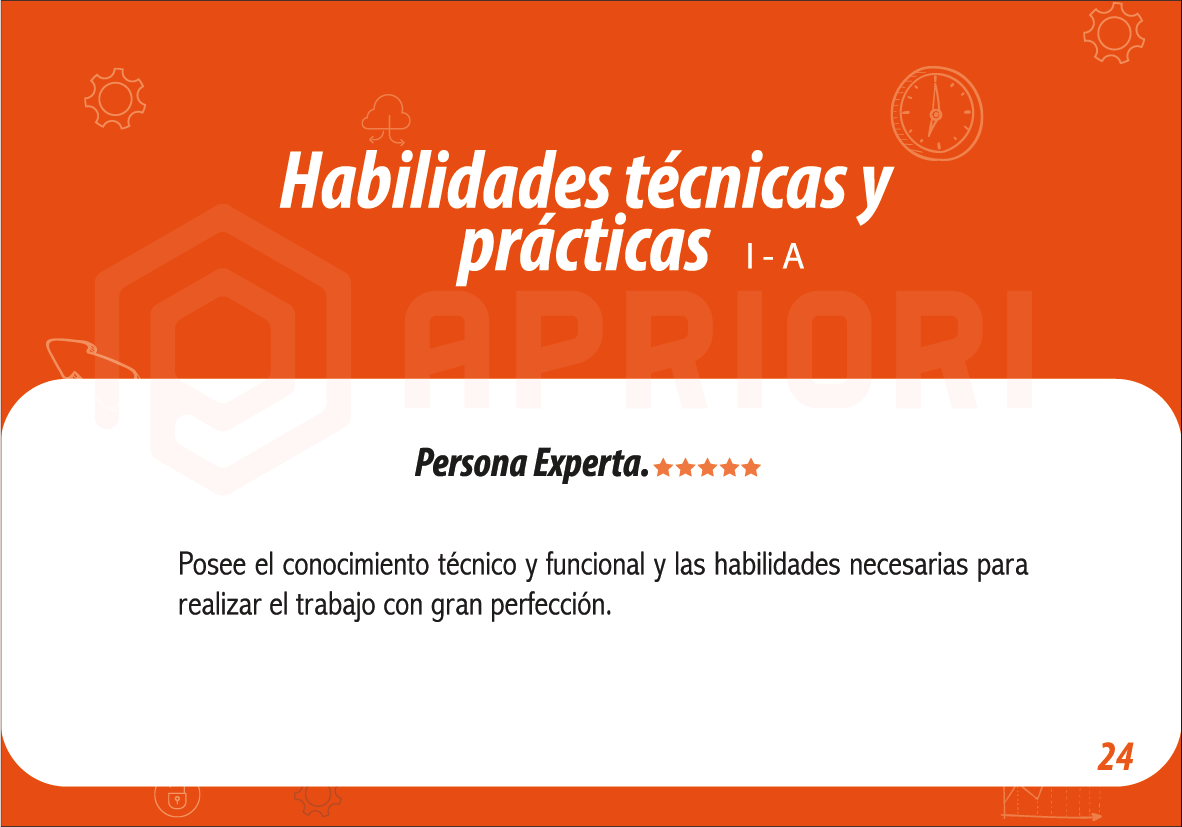 Habilidades técnicas y
prácticas I - A
APRIORI
Persona Experta.
Posee el conocimiento técnico y funcional y las habilidades necesarias para
realizar el trabajo con gran perfección.
24